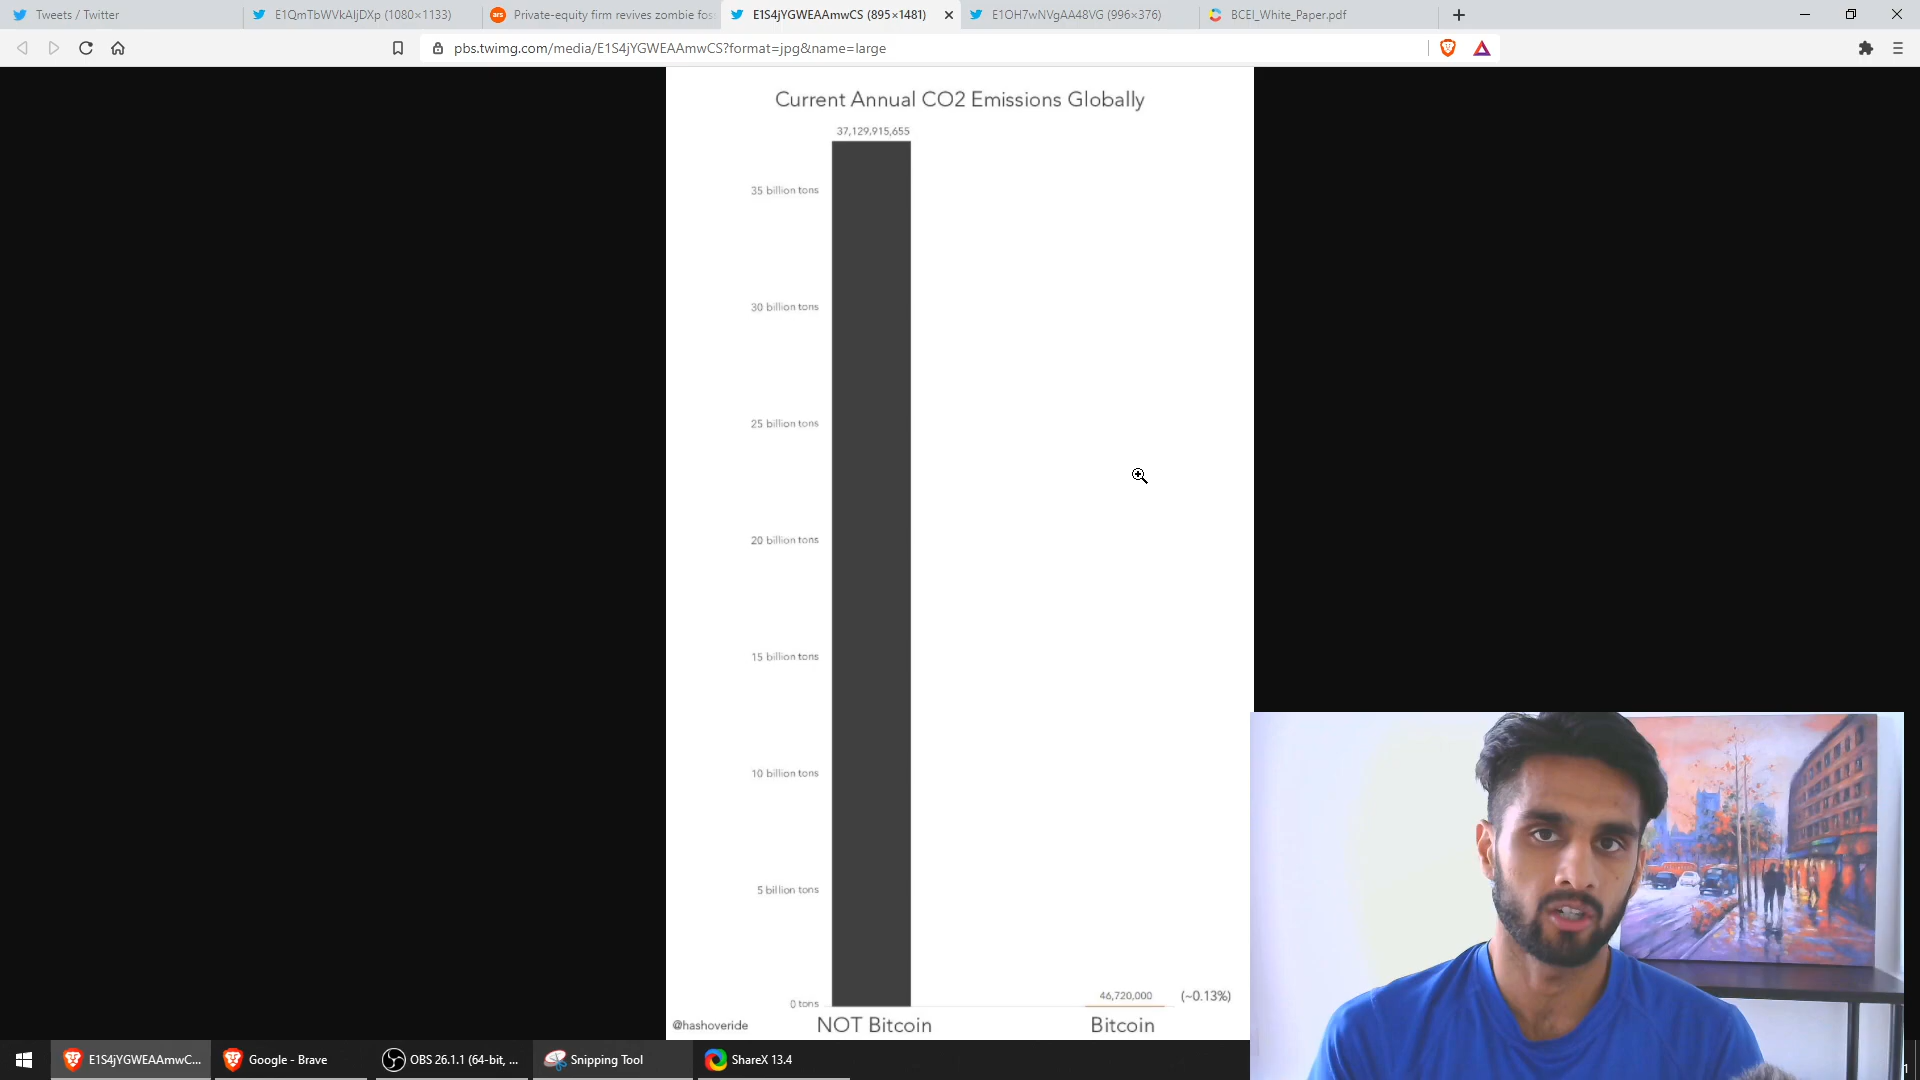 Tweets / Twitter
E1QmTbWVkAIjDXp (1080×1133)
ars
Private-equity firm revives zombie fos
E1S4jYGWEAAmwCS (895×1481)
E1OH7wNVgAA48VG (996×376)
BCEI_White_Paper.pdf
pbs.twimg.com/media/E1S4jYGWEAAmwCS?format=jpg&name=large
Current Annual CO2 Emissions Globally
37,129,915,655
35 billion tons
30 billion tons
25 billion tons
20 billion tons
15 billion tons
10 billion tons
5 billion tons
0 tons
46,720,000
(~0.13%)
@hashoveride
NOT Bitcoin
Bitcoin
E1S4jYGWEAAmwC...
Google - Brave
OBS 26.1.1 (64-bit, ...
Snipping Tool
ShareX 13.4
1